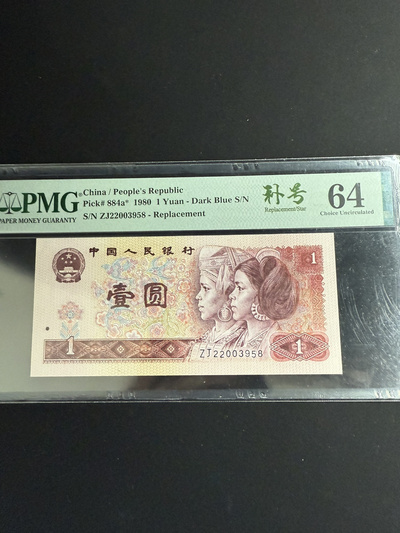 PMG
PAPER MONEY GUARANTY
China / People's Republic
Pick# 884a* 1980 1 Yuan - Dark Blue S/N
S/N ZJ22003958 - Replacement
补号
Replacement/Star
64
Choice Uncirculated
中国人民银行
1
壹圆
ZJ22003958
1
1